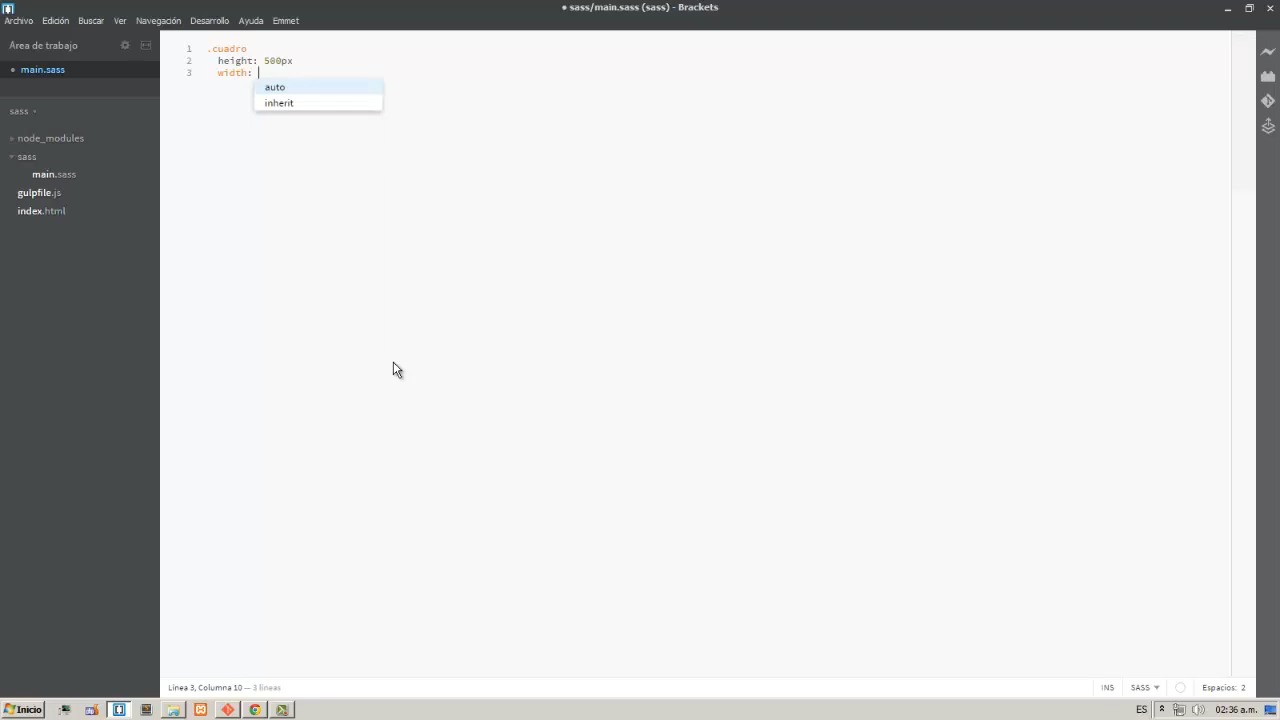 • sass/main.sass (sass) - Brackets
Archivo Edición Buscar Ver Navegación Desarrollo Ayuda Emmet
Área de trabajo
main.sass
sass
node_modules
sass
main.sass
gulpfile.js
index.html
1 .cuadro
2 height: 500px
3 width:
auto
inherit
Línea 3, Columna 10 — 3 líneas
INS SASS Espacios: 2
Inicio
ES 02:36 a.m.